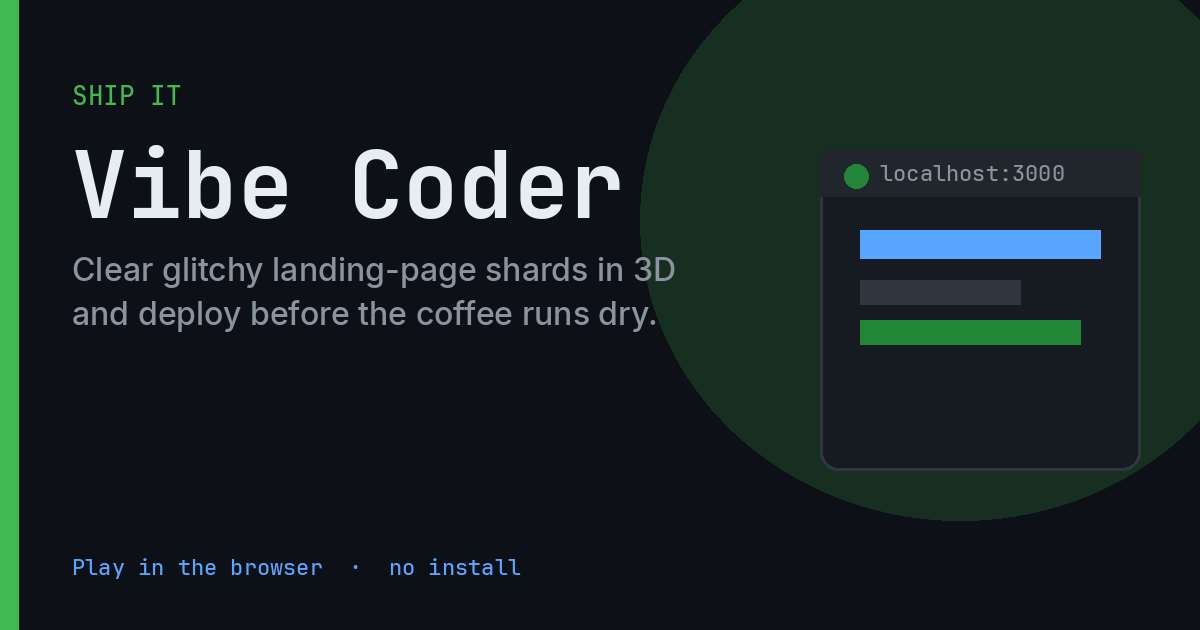 SHIP IT
Vibe Coder
Clear glitchy landing-page shards in 3D
and deploy before the coffee runs dry.
localhost:3000
Play in the browser · no install